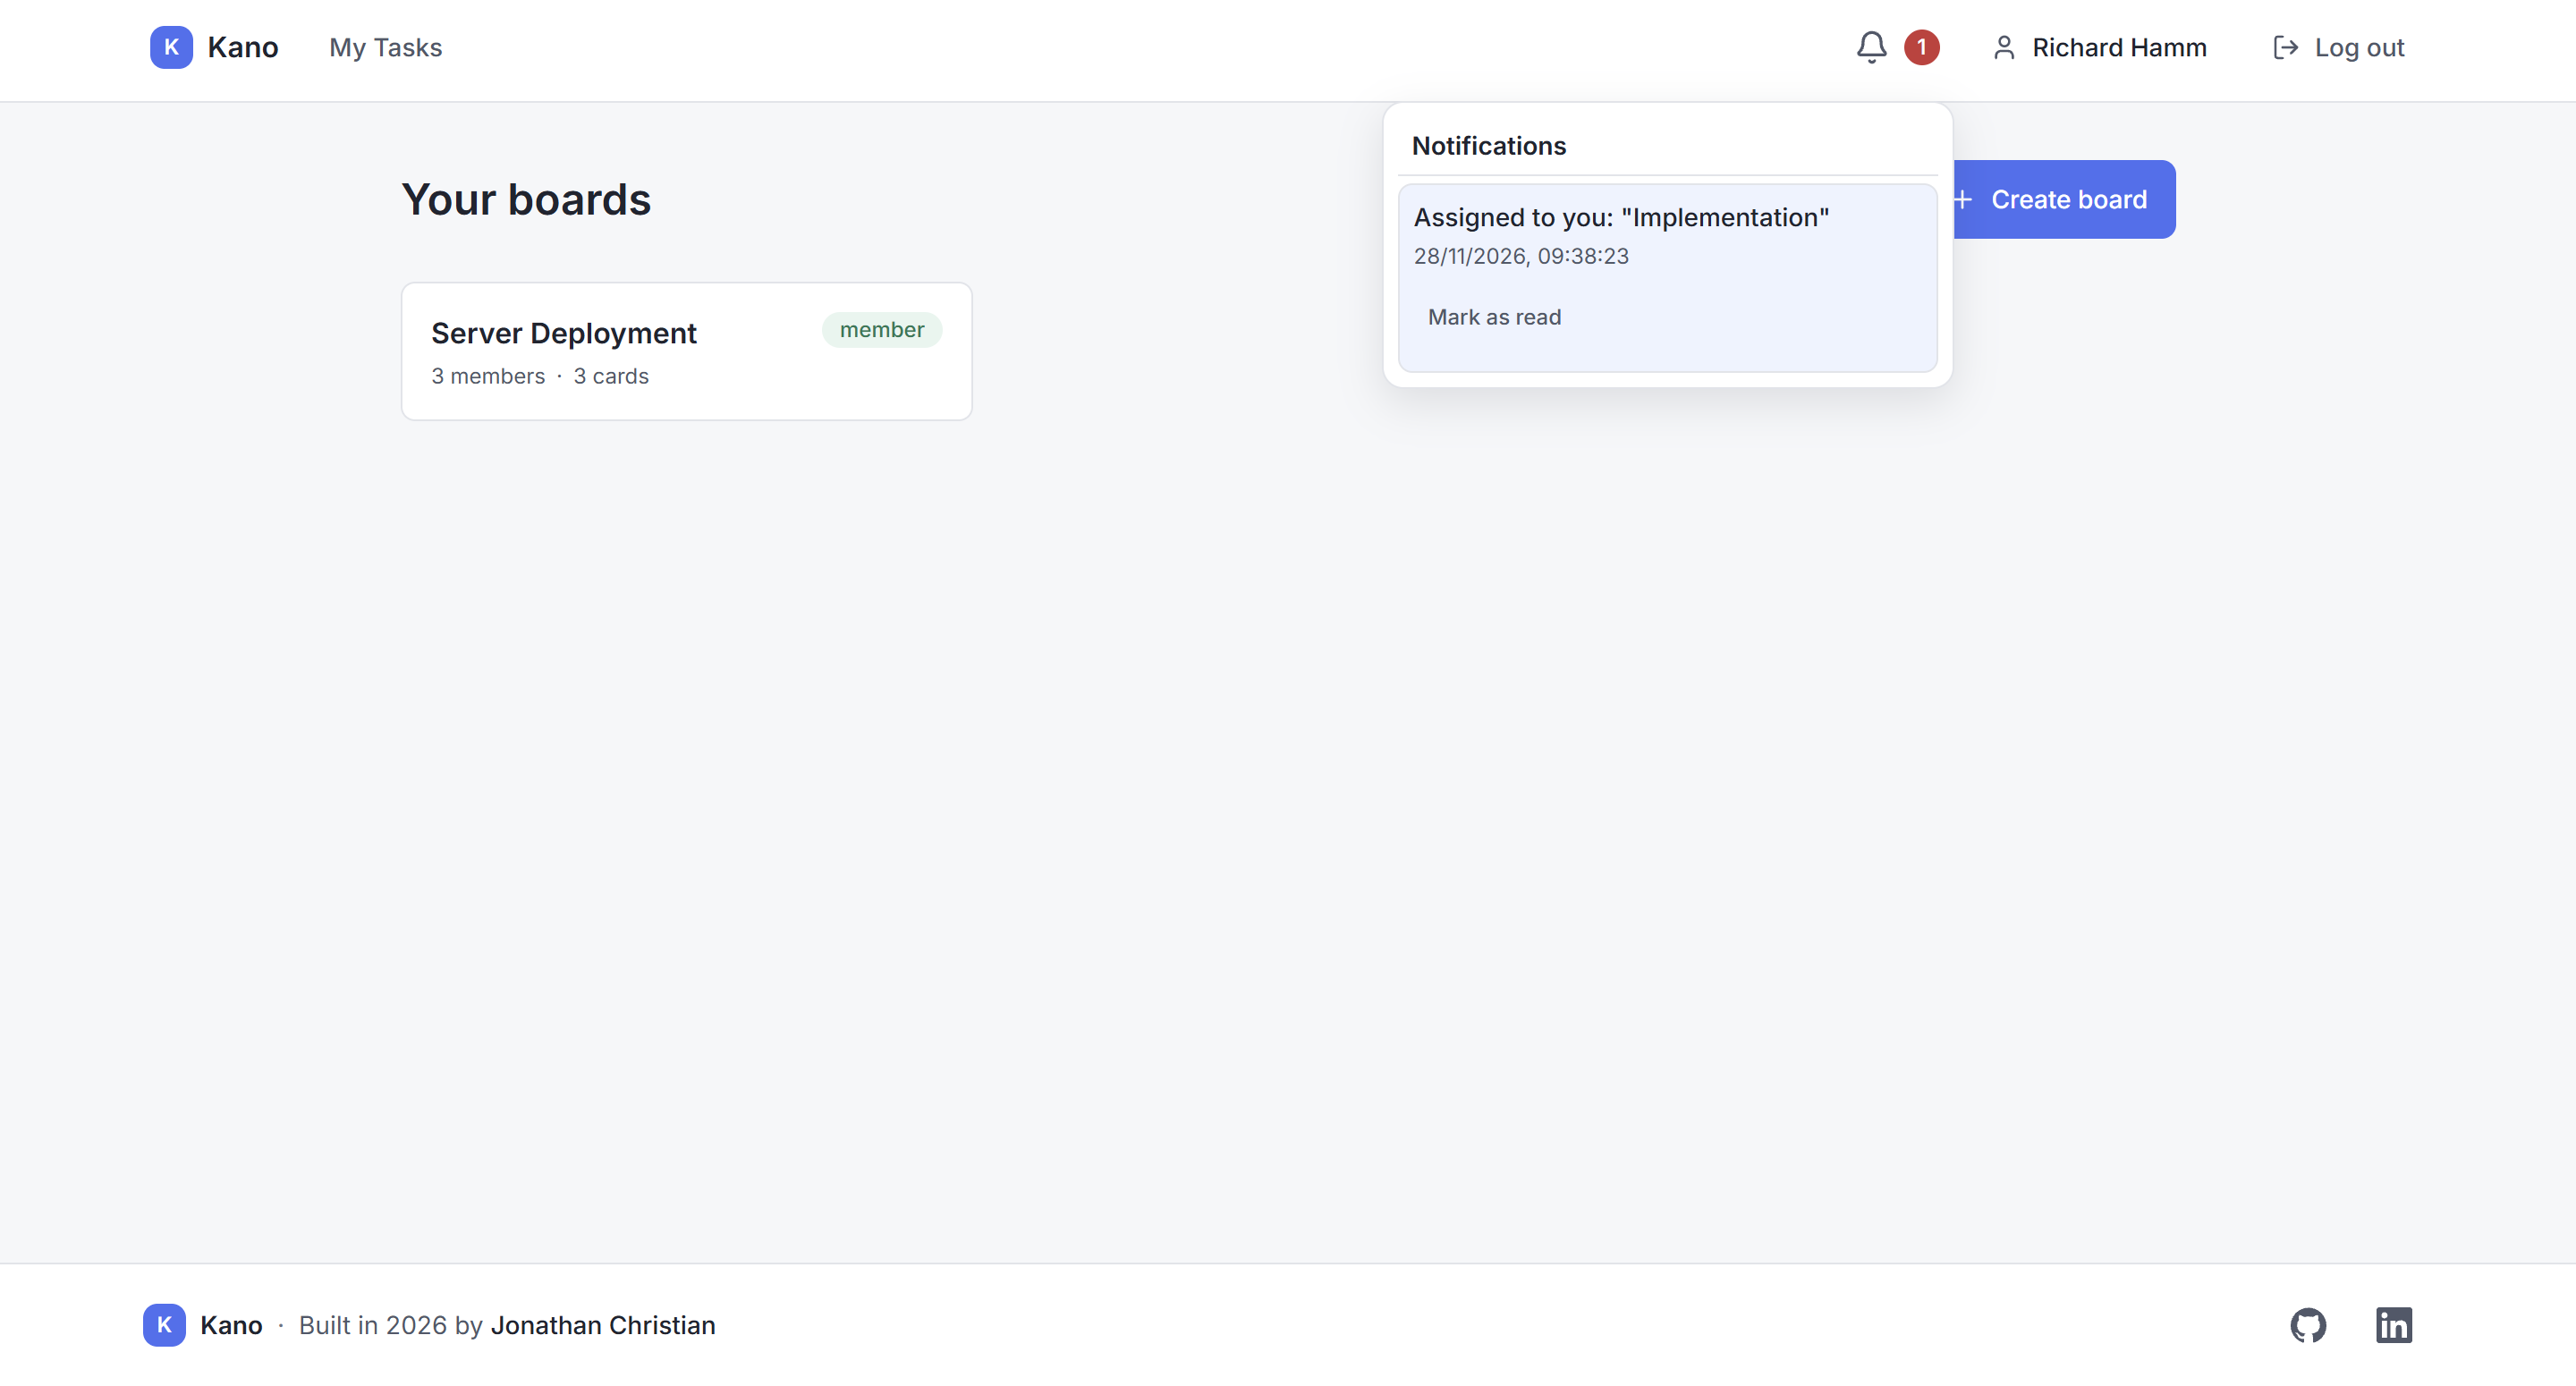 K Kano My Tasks 1 Richard Hamm Log out
Notifications
Your boards
+ Create board
Assigned to you: "Implementation"
28/11/2026, 09:38:23
Mark as read
Server Deployment member
3 members · 3 cards
K Kano · Built in 2026 by Jonathan Christian
in